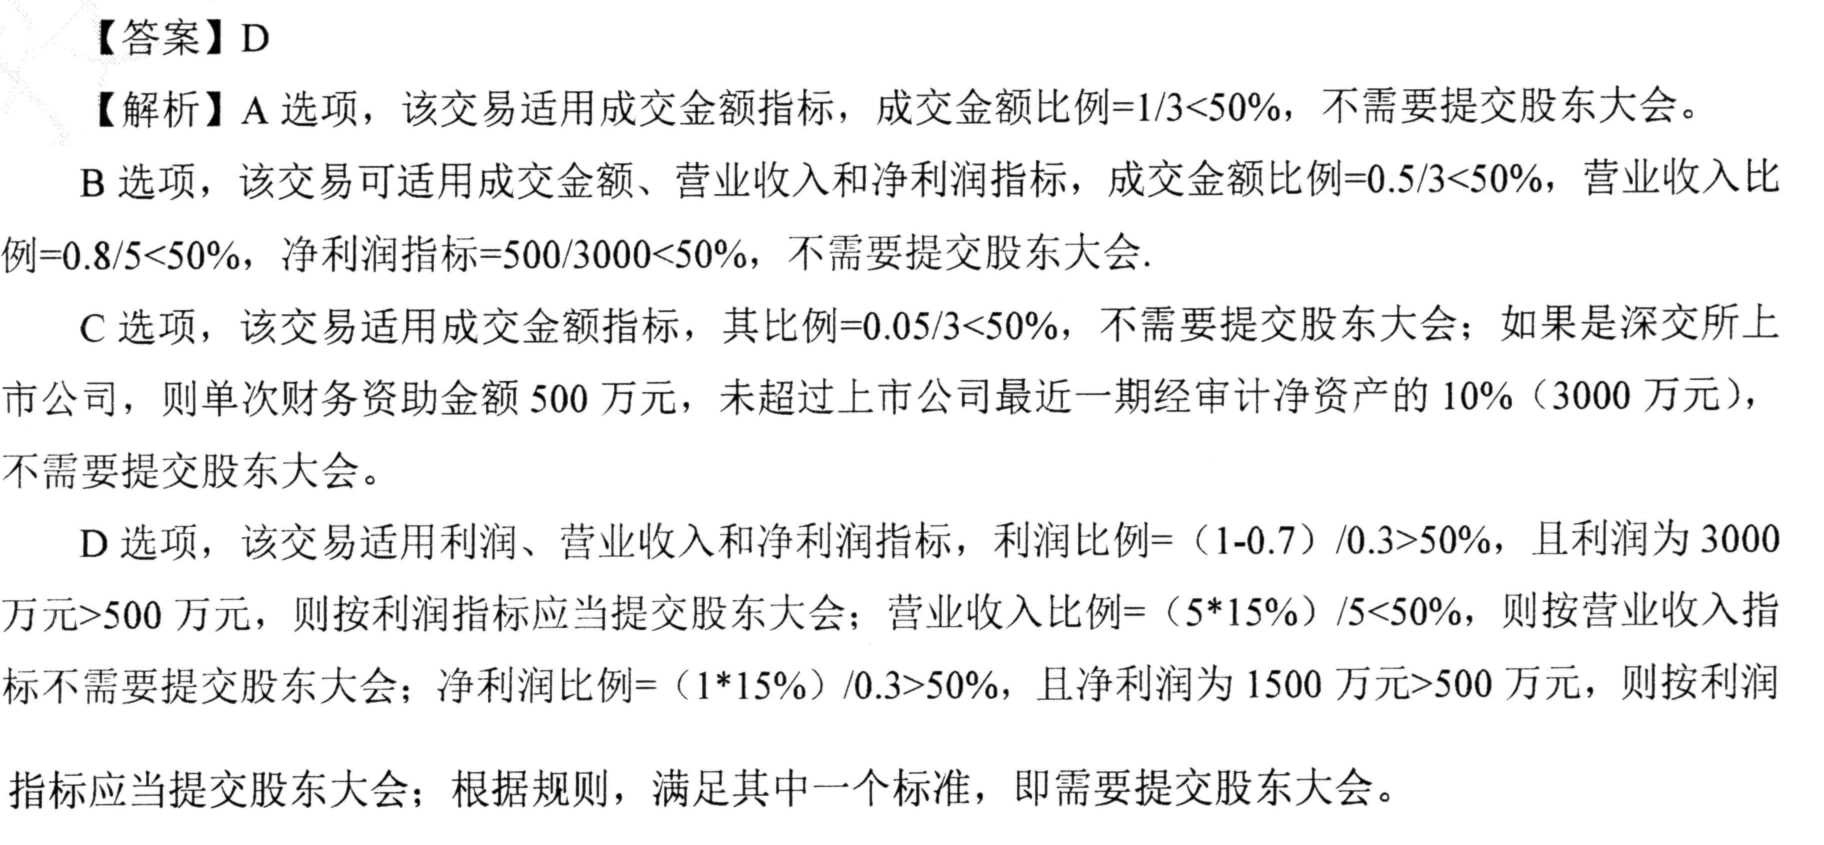 【答案】D
【解析】A 选项，该交易适用成交金额指标，成交金额比例=1/3<50%，不需要提交股东大会。
B 选项，该交易可适用成交金额、营业收入和净利润指标，成交金额比例=0.5/3<50%，营业收入比
例=0.8/5<50%，净利润指标=500/3000<50%，不需要提交股东大会.
C 选项，该交易适用成交金额指标，其比例=0.05/3<50%，不需要提交股东大会；如果是深交所上
市公司，则单次财务资助金额 500 万元，未超过上市公司最近一期经审计净资产的 10%（3000 万元），
不需要提交股东大会。
D 选项，该交易适用利润、营业收入和净利润指标，利润比例=（1-0.7）/0.3>50%，且利润为 3000
万元>500 万元，则按利润指标应当提交股东大会；营业收入比例=（5*15%）/5<50%，则按营业收入指
标不需要提交股东大会；净利润比例=（1*15%）/0.3>50%，且净利润为 1500 万元>500 万元，则按利润
指标应当提交股东大会；根据规则，满足其中一个标准，即需要提交股东大会。